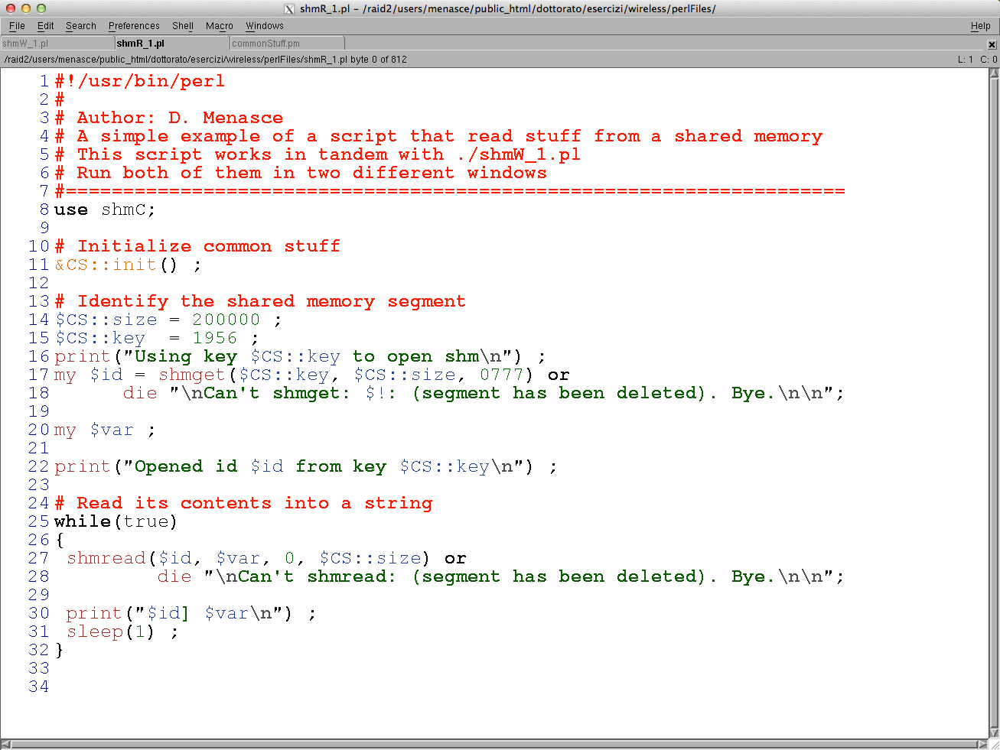 shmR_1.pl – /raid2/users/menasce/public_html/dottorato/esercizi/wireless/perlFiles/
File Edit Search Preferences Shell Macro Windows Help
shmW_1.pl shmR_1.pl commonStuff.pm
/raid2/users/menasce/public_html/dottorato/esercizi/wireless/perlFiles/shmR_1.pl byte 0 of 812 L: 1 C: 0
1 #!/usr/bin/perl
2 #
3 # Author: D. Menasce
4 # A simple example of a script that read stuff from a shared memory
5 # This script works in tandem with ./shmW_1.pl
6 # Run both of them in two different windows
7 #====================================================================
8 use shmC;
9
10 # Initialize common stuff
11 &CS::init() ;
12
13 # Identify the shared memory segment
14 $CS::size = 200000 ;
15 $CS::key  = 1956 ;
16 print("Using key $CS::key to open shm\n") ;
17 my $id = shmget($CS::key, $CS::size, 0777) or
18       die "\nCan't shmget: $!: (segment has been deleted). Bye.\n\n";
19
20 my $var ;
21
22 print("Opened id $id from key $CS::key\n") ;
23
24 # Read its contents into a string
25 while(true)
26 {
27  shmread($id, $var, 0, $CS::size) or
28          die "\nCan't shmread: (segment has been deleted). Bye.\n\n";
29
30  print("$id] $var\n") ;
31  sleep(1) ;
32 }
33
34